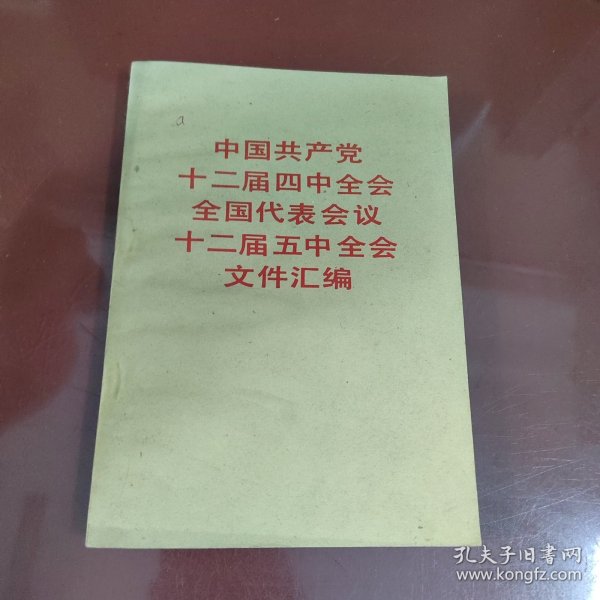 a
中国共产党
十二届四中全会
全国代表会议
十二届五中全会
文件汇编
孔夫子旧书网
www.kongfz.com